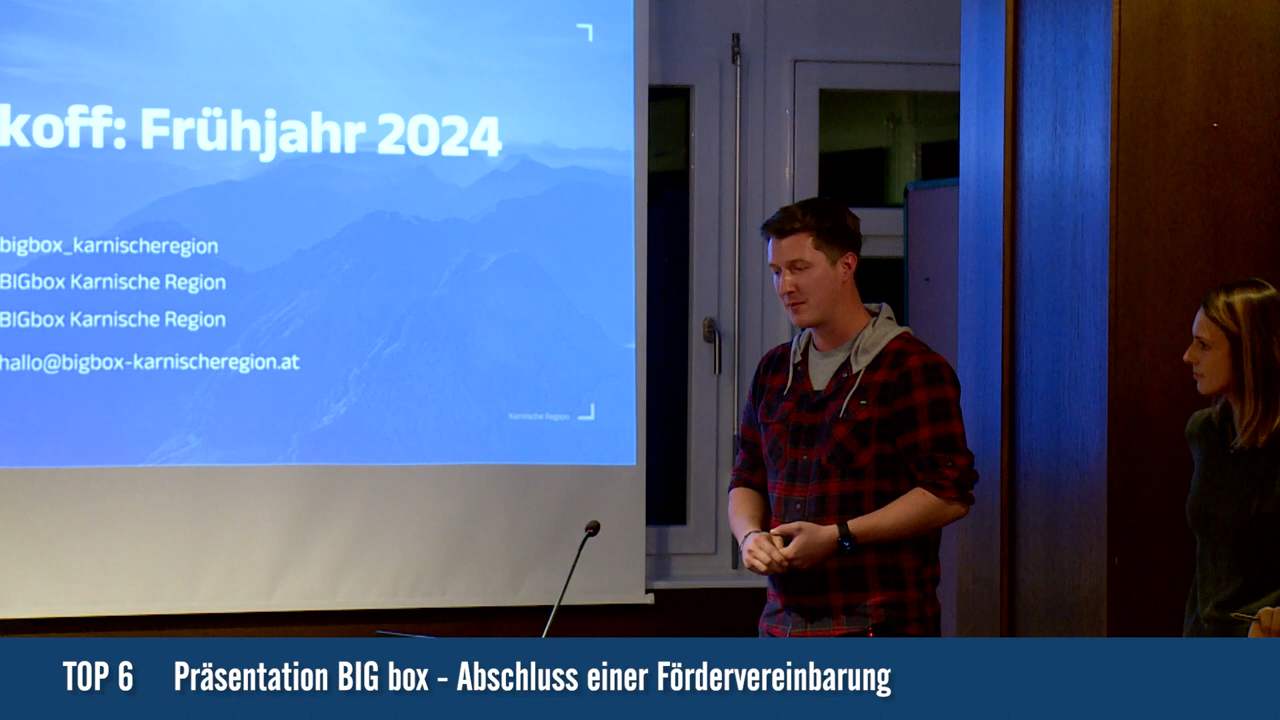 koff: Frühjahr 2024
bigbox_karnischeregion
BIGbox Karnische Region
BIGbox Karnische Region
hallo@bigbox-karnischeregion.at
Karnische Region
TOP 6 Präsentation BIG box - Abschluss einer Fördervereinbarung